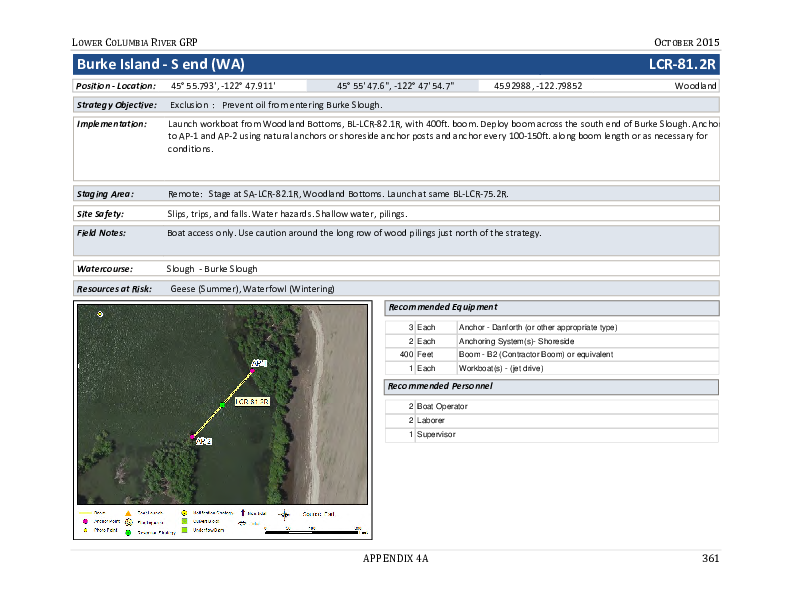 LOWER COLUMBIA RIVER GRP OCTOBER 2015
Burke Island - S end (WA) LCR-81.2R
Position - Location: 45° 55.793', -122° 47.911' 45° 55' 47.6", -122° 47' 54.7" 45.92988, -122.79852 Woodland
Strategy Objective: Exclusion : Prevent oil from entering Burke Slough.
Implementation: Launch workboat from Woodland Bottoms, BL-LCR-82.1R, with 400ft. boom. Deploy boom across the south end of Burke Slough. Anchor
to AP-1 and AP-2 using natural anchors or shoreside anchor posts and anchor every 100-150ft. along boom length or as necessary for
conditions.
Staging Area: Remote: Stage at SA-LCR-82.1R, Woodland Bottoms. Launch at same BL-LCR-75.2R.
Site Safety: Slips, trips, and falls. Water hazards. Shallow water, pilings.
Field Notes: Boat access only. Use caution around the long row of wood pilings just north of the strategy.
Watercourse: Slough - Burke Slough
Resources at Risk: Geese (Summer), Waterfowl (Wintering)
Recommended Equipment
3 Each Anchor - Danforth (or other appropriate type)
2 Each Anchoring System(s)- Shoreside
400 Feet Boom - B2 (Contractor Boom) or equivalent
1 Each Workboat(s) - (jet drive)
Recommended Personnel
2 Boat Operator
2 Laborer
1 Supervisor
LCR-81.2R
Anchor Point
Photo Point
APPENDIX 4A 361